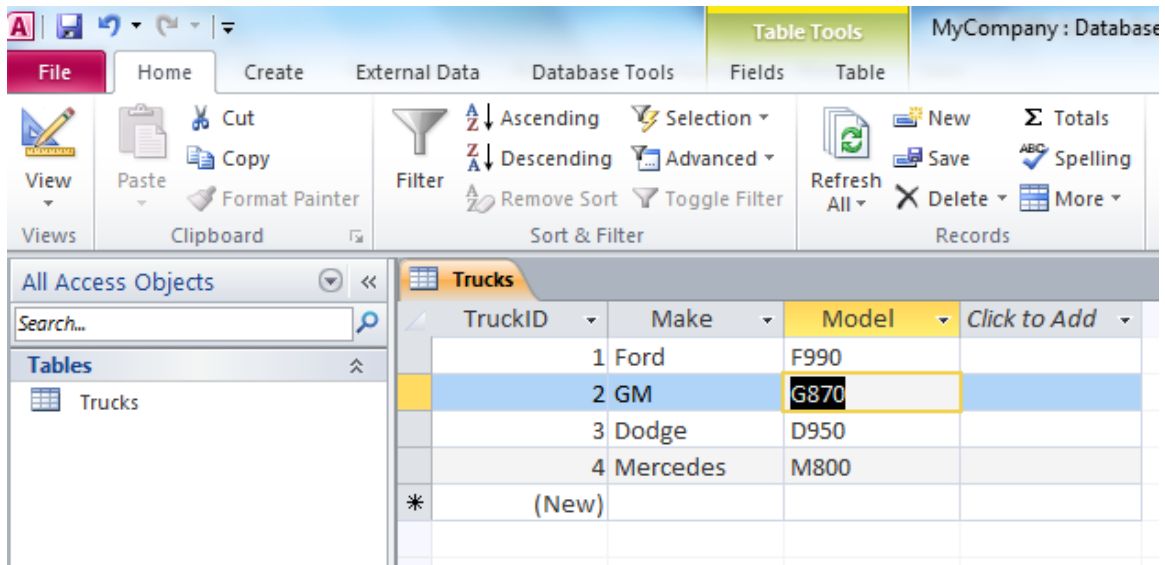 A
Table Tools MyCompany : Database
File Home Create External Data Database Tools Fields Table
Cut Ascending Selection New Σ Totals
Copy Descending Advanced Save ABC Spelling
View Paste Format Painter Filter Remove Sort Toggle Filter Refresh All Delete More
Views Clipboard Sort & Filter Records
All Access Objects « Trucks
Search... TruckID Make Model Click to Add
Tables 1 Ford F990
Trucks 2 GM G870
3 Dodge D950
4 Mercedes M800
* (New)